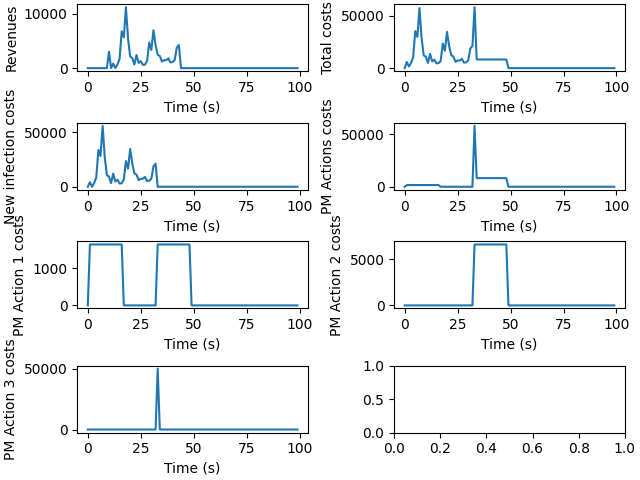 Revenues
10000
0
0 25 50 75 100
Time (s)
Total costs
50000
0
0 25 50 75 100
Time (s)
New infection costs
50000
0
0 25 50 75 100
Time (s)
PM Actions costs
50000
0
0 25 50 75 100
Time (s)
PM Action 1 costs
1000
0
0 25 50 75 100
Time (s)
PM Action 2 costs
5000
0
0 25 50 75 100
Time (s)
PM Action 3 costs
50000
0
0 25 50 75 100
Time (s)
1.0
0.5
0.0
0.0 0.2 0.4 0.6 0.8 1.0